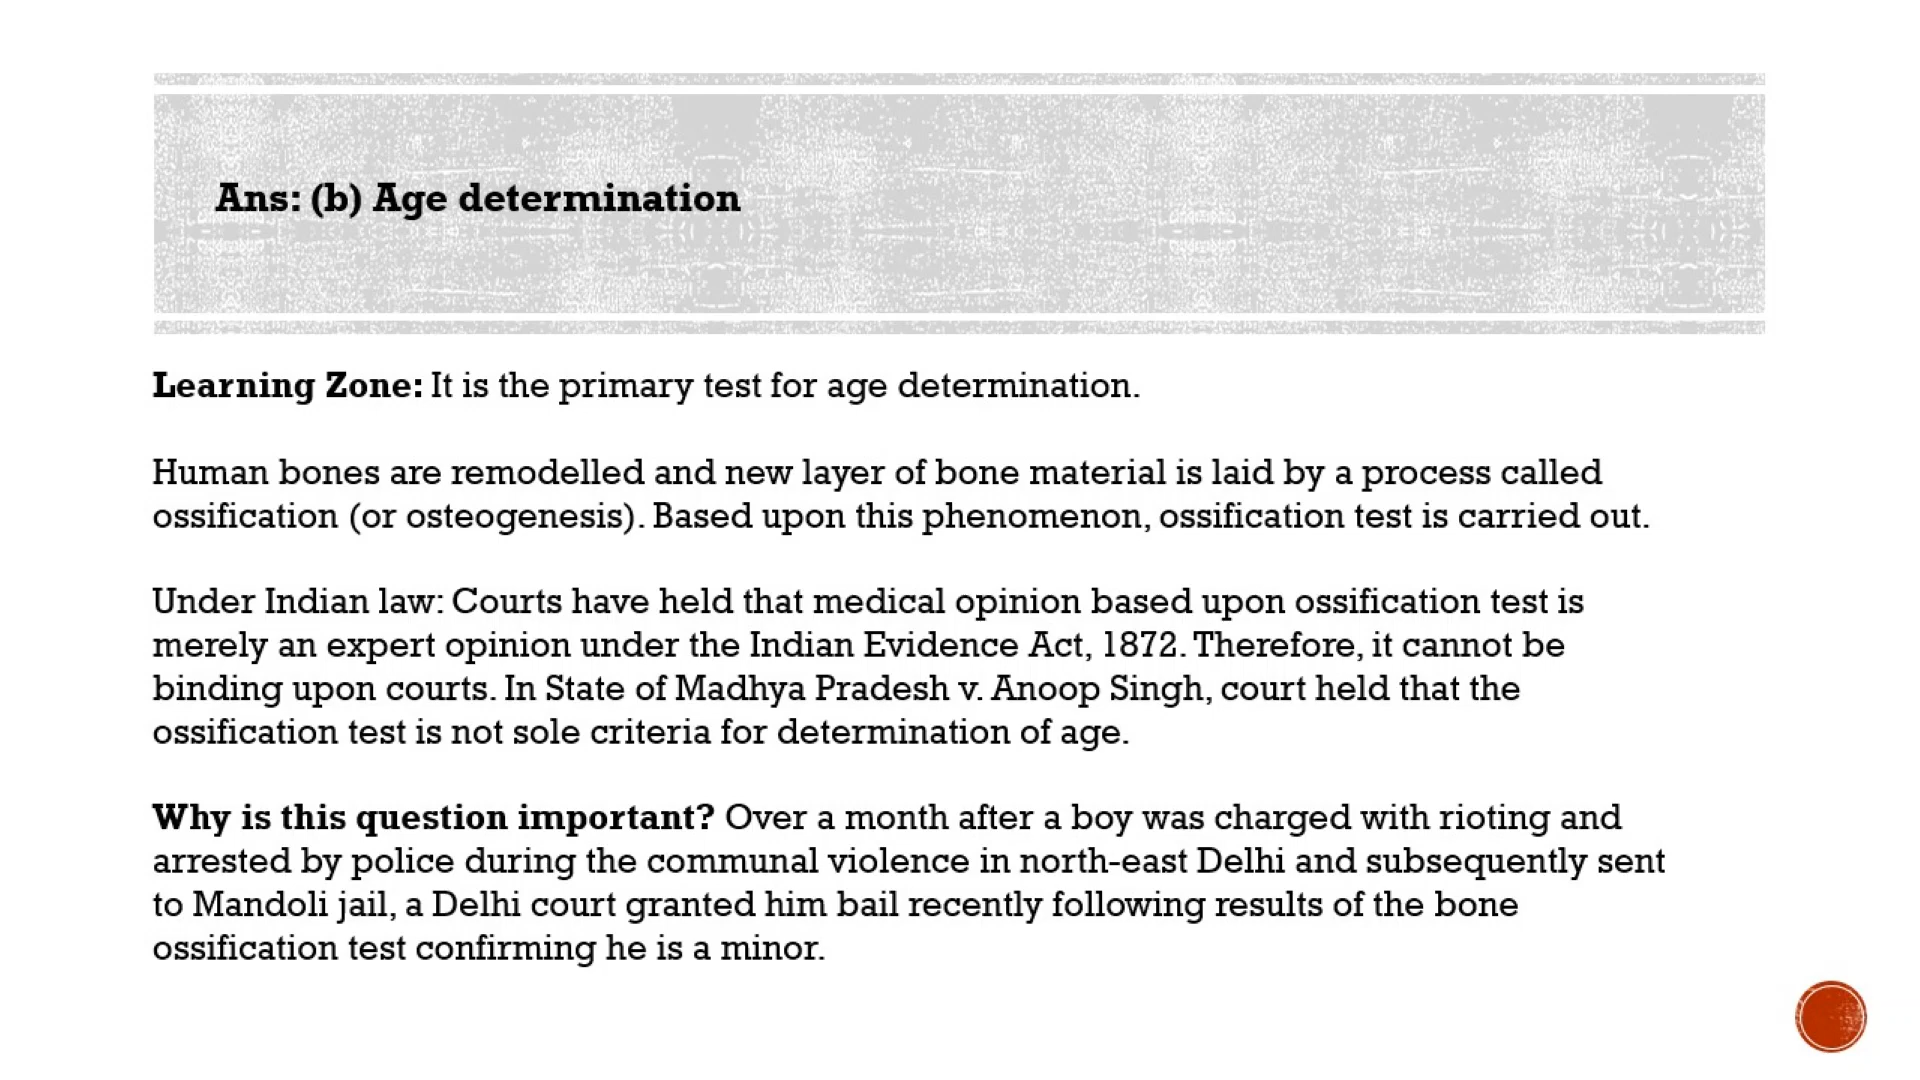 Ans: (b) Age determination
Learning Zone: It is the primary test for age determination.
Human bones are remodelled and new layer of bone material is laid by a process called
ossification (or osteogenesis). Based upon this phenomenon, ossification test is carried out.
Under Indian law: Courts have held that medical opinion based upon ossification test is
merely an expert opinion under the Indian Evidence Act, 1872. Therefore, it cannot be
binding upon courts. In State of Madhya Pradesh v. Anoop Singh, court held that the
ossification test is not sole criteria for determination of age.
Why is this question important? Over a month after a boy was charged with rioting and
arrested by police during the communal violence in north-east Delhi and subsequently sent
to Mandoli jail, a Delhi court granted him bail recently following results of the bone
ossification test confirming he is a minor.